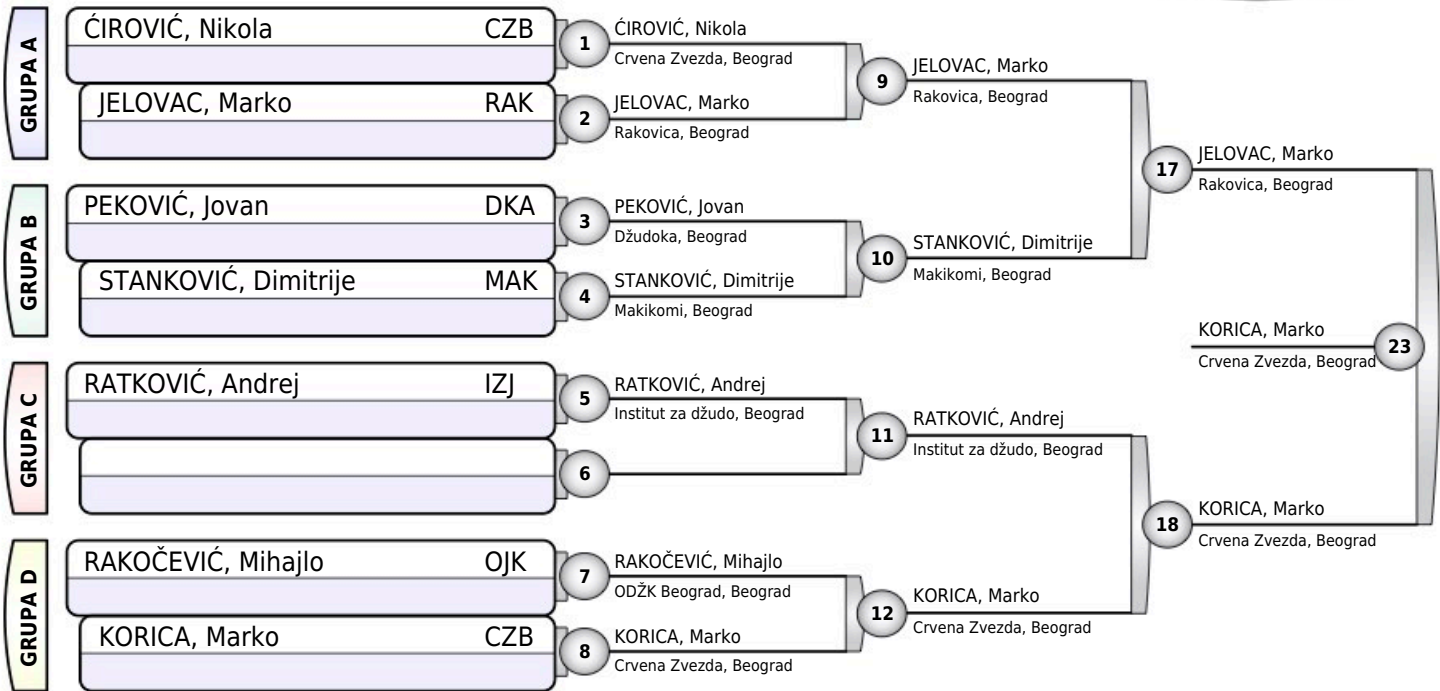 GRUPA A
ĆIROVIĆ, Nikola CZB
JELOVAC, Marko RAK
GRUPA B
PEKOVIĆ, Jovan DKA
STANKOVIĆ, Dimitrije MAK
GRUPA C
RATKOVIĆ, Andrej IZJ
GRUPA D
RAKOČEVIĆ, Mihajlo OJK
KORICA, Marko CZB
1
ĆIROVIĆ, Nikola
Crvena Zvezda, Beograd
2
JELOVAC, Marko
Rakovica, Beograd
3
PEKOVIĆ, Jovan
Džudoka, Beograd
4
STANKOVIĆ, Dimitrije
Makikomi, Beograd
5
RATKOVIĆ, Andrej
Institut za džudo, Beograd
6
7
RAKOČEVIĆ, Mihajlo
ODŽK Beograd, Beograd
8
KORICA, Marko
Crvena Zvezda, Beograd
9
JELOVAC, Marko
Rakovica, Beograd
10
STANKOVIĆ, Dimitrije
Makikomi, Beograd
11
RATKOVIĆ, Andrej
Institut za džudo, Beograd
12
KORICA, Marko
Crvena Zvezda, Beograd
17
JELOVAC, Marko
Rakovica, Beograd
18
KORICA, Marko
Crvena Zvezda, Beograd
KORICA, Marko
Crvena Zvezda, Beograd
23